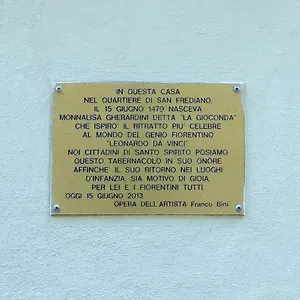 IN QUESTA CASA
NEL QUARTIERE DI SAN FREDIANO,
IL 15 GIUGNO 1479 NASCEVA
MONNALISA GHERARDINI DETTA "LA GIOCONDA"
CHE ISPIRO' IL RITRATTO PIU' CELEBRE
AL MONDO DEL GENIO FIORENTINO
"LEONARDO DA VINCI"
NOI CITTADINI DI SANTO SPIRITO POSIAMO
QUESTO TABERNACOLO IN SUO ONORE
AFFINCHE' IL SUO RITORNO NEI LUOGHI
D'INFANZIA, SIA MOTIVO DI GIOIA,
PER LEI E I FIORENTINI TUTTI.
OGGI 15 GIUGNO 2013
OPERA DELL'ARTISTA Franco Bini